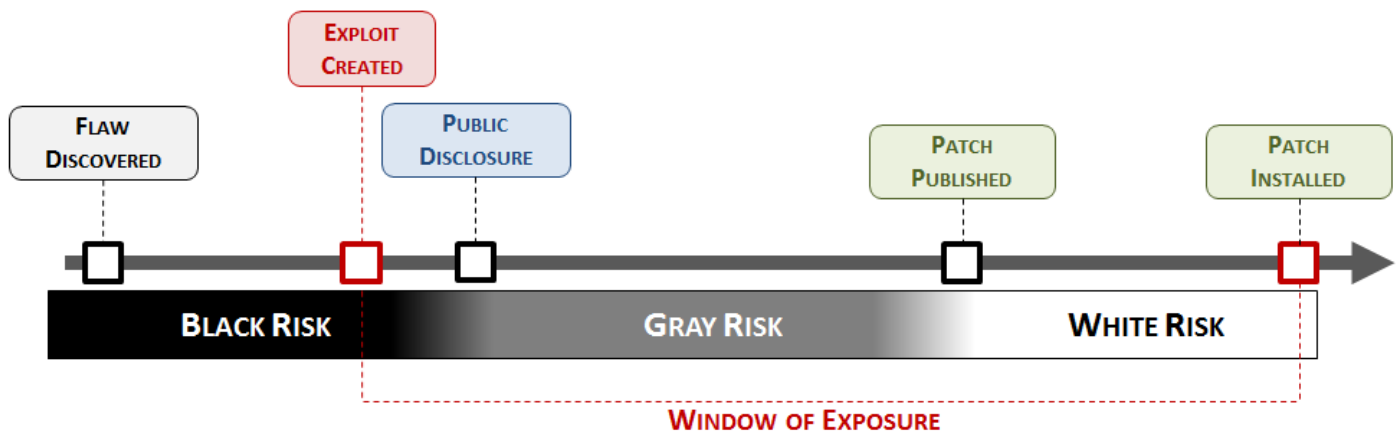 EXPLOIT
CREATED
FLAW
DISCOVERED
PUBLIC
DISCLOSURE
PATCH
PUBLISHED
PATCH
INSTALLED
BLACK RISK
GRAY RISK
WHITE RISK
WINDOW OF EXPOSURE